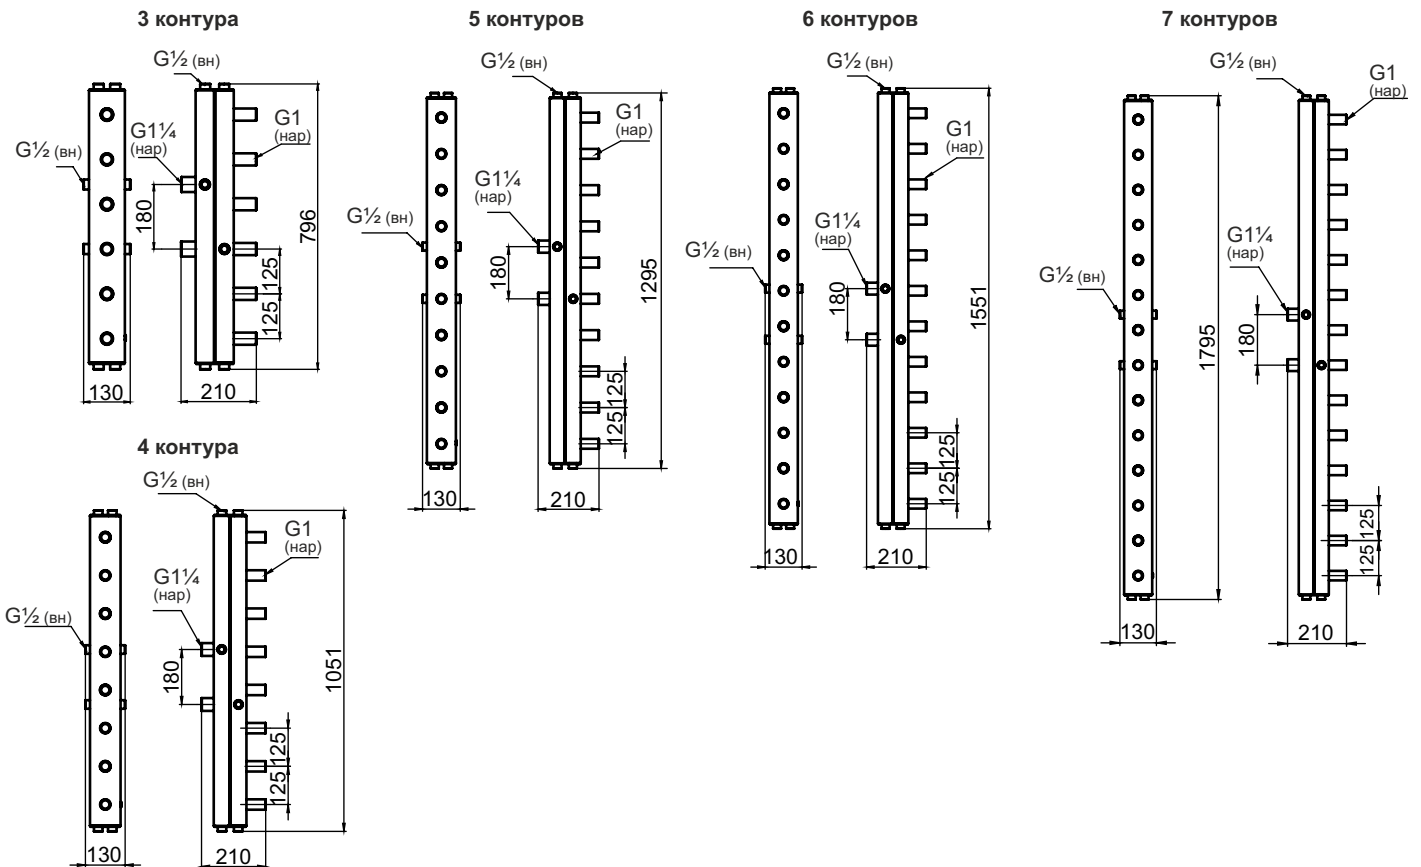 3 контура
G½ (вн)
G1¼
(нар)
G1
(нар)
G½ (вн)
180
796
125
125
130
210
5 контуров
G½ (вн)
G1
(нар)
G1¼
(нар)
G½ (вн)
180
1295
125
125
130
210
6 контуров
G½ (вн)
G1
(нар)
G1¼
(нар)
G½ (вн)
180
1551
125
125
130
210
7 контуров
G½ (вн)
G1
(нар)
G1¼
(нар)
G½ (вн)
180
1795
125
125
130
210
4 контура
G½ (вн)
G1
(нар)
G1¼
(нар)
G½ (вн)
180
1051
125
125
130
210